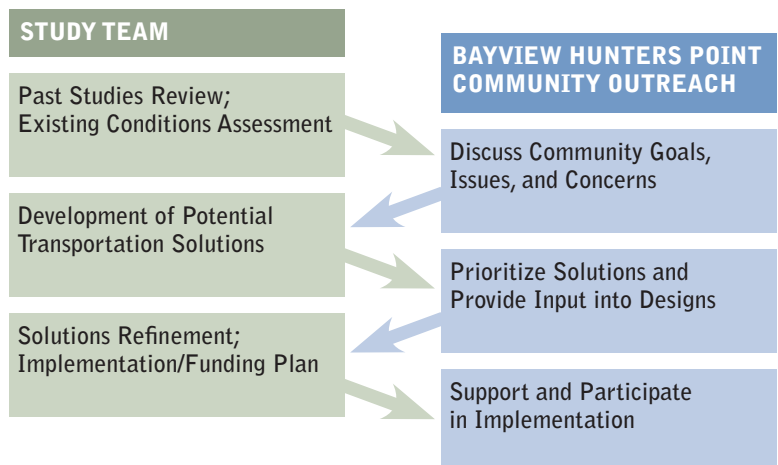 STUDY TEAM
Past Studies Review;
Existing Conditions Assessment
Development of Potential
Transportation Solutions
Solutions Refinement;
Implementation/Funding Plan
BAYVIEW HUNTERS POINT
COMMUNITY OUTREACH
Discuss Community Goals,
Issues, and Concerns
Prioritize Solutions and
Provide Input into Designs
Support and Participate
in Implementation